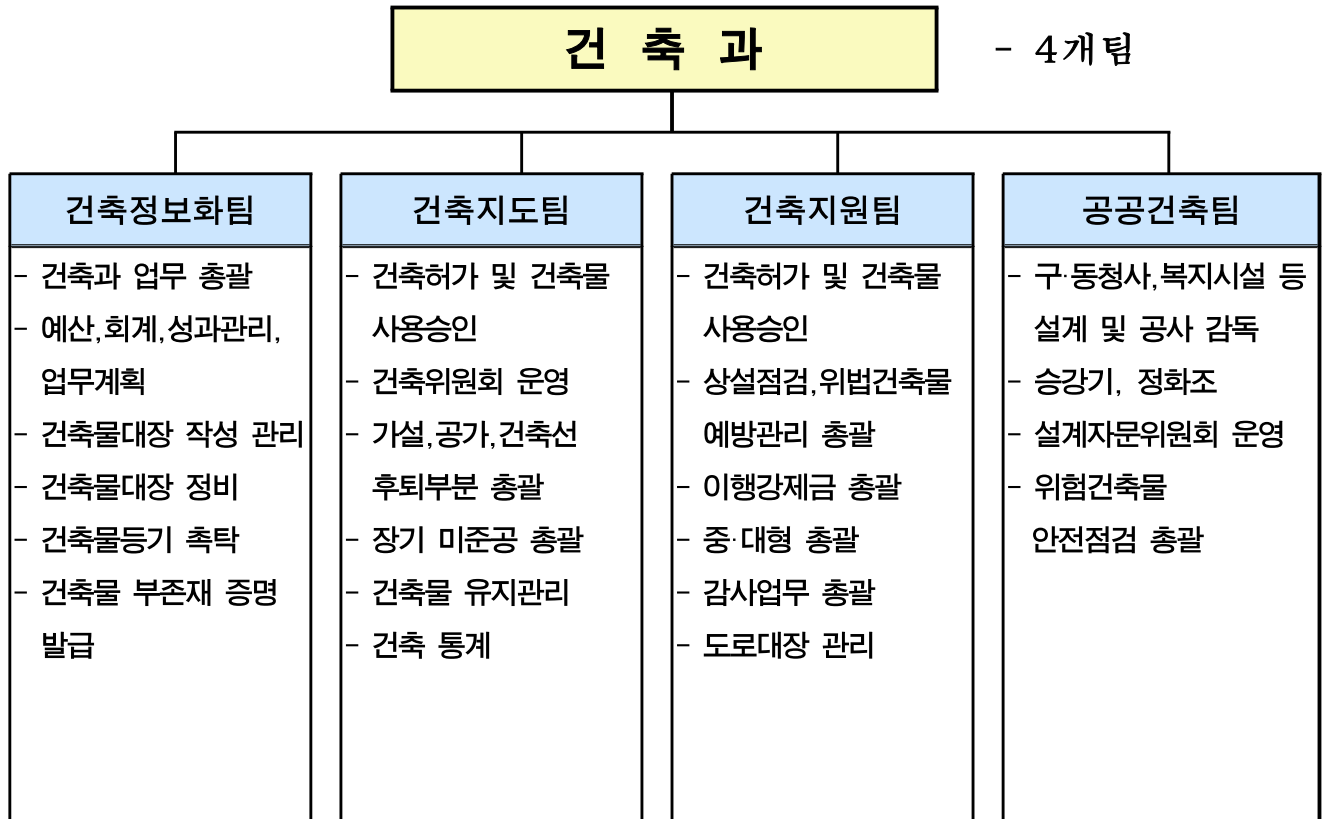 건 축 과
- 4개팀
건축정보화팀
- 건축과 업무 총괄
- 예산,회계,성과관리,
업무계획
- 건축물대장 작성 관리
- 건축물대장 정비
- 건축물등기 촉탁
- 건축물 부존재 증명
발급
건축지도팀
- 건축허가 및 건축물
사용승인
- 건축위원회 운영
- 가설,공가,건축선
후퇴부분 총괄
- 장기 미준공 총괄
- 건축물 유지관리
- 건축 통계
건축지원팀
- 건축허가 및 건축물
사용승인
- 상설점검,위법건축물
예방관리 총괄
- 이행강제금 총괄
- 중·대형 총괄
- 감사업무 총괄
- 도로대장 관리
공공건축팀
- 구·동청사,복지시설 등
설계 및 공사 감독
- 승강기, 정화조
- 설계자문위원회 운영
- 위험건축물
안전점검 총괄